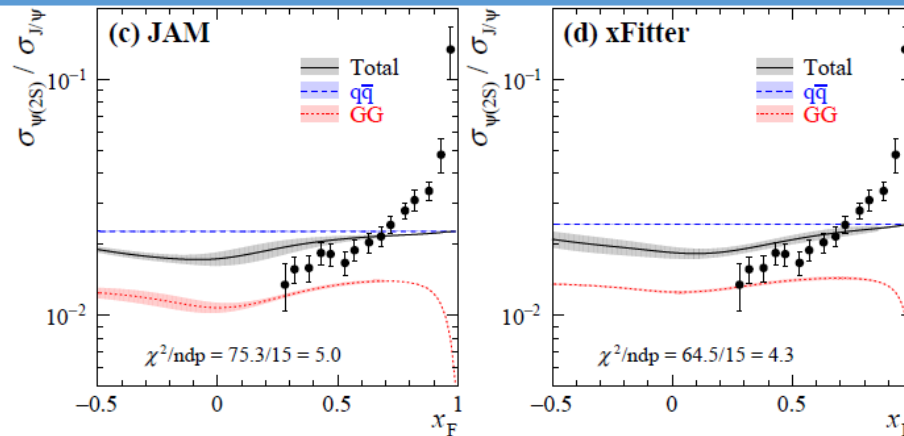 σψ(2S) / σJ/ψ
(c) JAM
Total
qq̄
GG
10⁻¹
10⁻²
χ²/ndp = 75.3/15 = 5.0
−0.5 0 0.5 1
xF
σψ(2S) / σJ/ψ
(d) xFitter
Total
qq̄
GG
10⁻¹
10⁻²
χ²/ndp = 64.5/15 = 4.3
−0.5 0 0.5
x